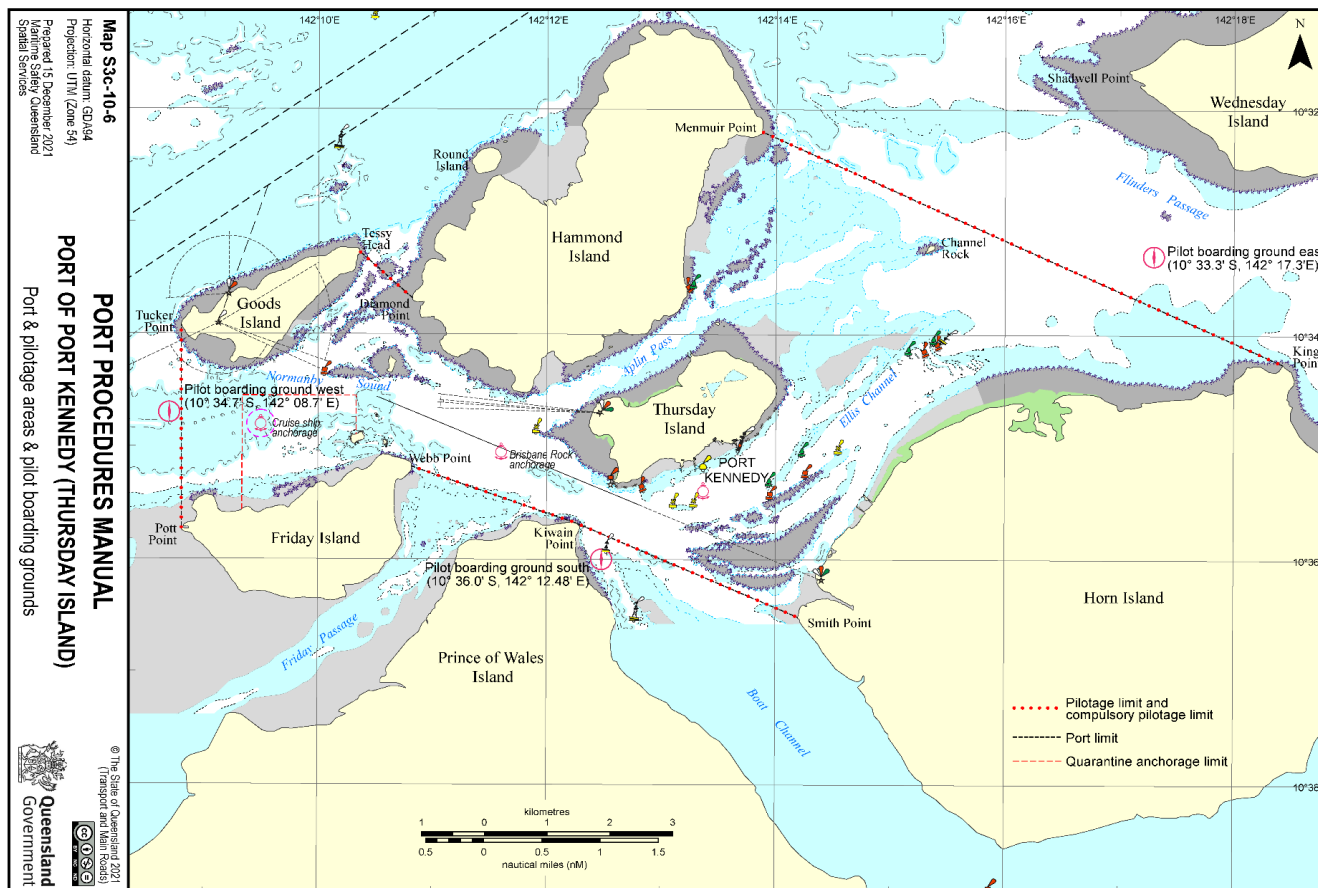 Map S3c-10-6
Horizontal datum: GDA94
Projection: UTM (Zone 54)
Prepared 15 December 2021
Maritime Safety Queensland
Spatial Services
PORT PROCEDURES MANUAL
PORT OF PORT KENNEDY (THURSDAY ISLAND)
Port & pilotage areas & pilot boarding grounds
© The State of Queensland 2021
(Transport and Main Roads)
cc
BY NC ND
Queensland
Government
142°10'
142°12'
142°14'
142°16'
142°18'
N
Shadwell Point
Wednesday
Island
10°32
Menmuir Point
Round
Island
Flinders Passage
Tessy
Head
Hammond
Island
Channel
Rock
Pilot boarding ground eas
(10° 33.3' S, 142° 17.3'E)
Goods
Island
Diamond
Point
Tucker
Point
10°34
King
Point
Aplin Pass
Normanby Sound
Pilot boarding ground west
(10° 34.7' S, 142° 08.7' E)
Cruise ship
anchorage
Ellis Channel
Thursday
Island
Brisbane Rock
anchorage
Webb Point
PORT
KENNEDY
Pott
Point
Friday Island
Kiwain
Point
Pilot boarding ground south
(10° 36.0' S, 142° 12.48' E)
10°36
Horn Island
Smith Point
Friday Passage
Prince of Wales
Island
Boat Channel
Pilotage limit and
compulsory pilotage limit
Port limit
Quarantine anchorage limit
10°38
kilometres
1 0 1 2 3
0.5 0 0.5 1 1.5
nautical miles (nM)